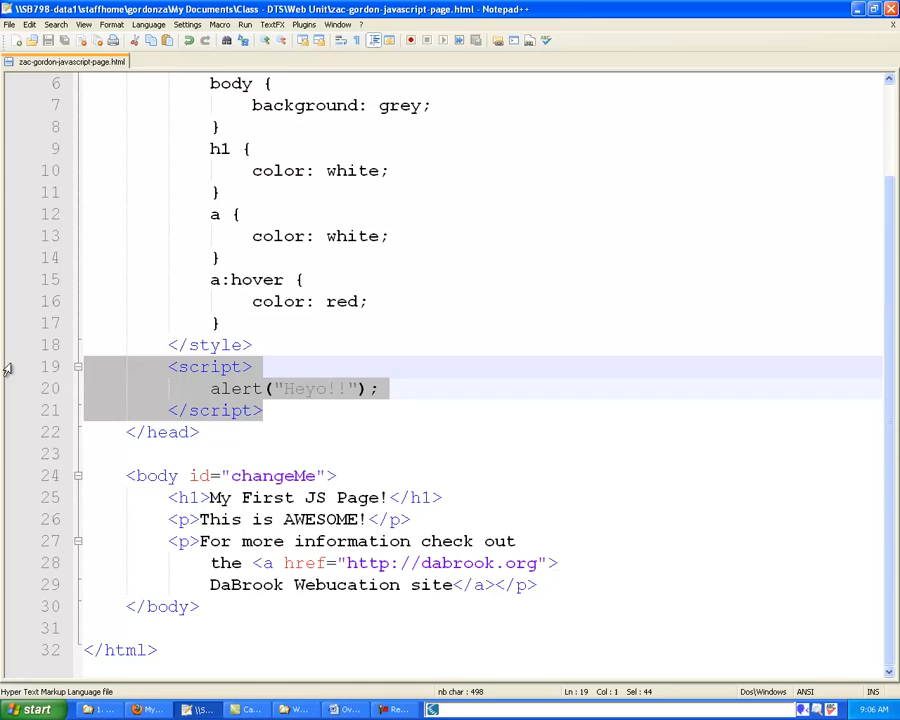 \\SB798-data1\staffhome\gordonza\My Documents\Class - DTS\Web Unit\zac-gordon-javascript-page.html - Notepad++
File Edit Search View Format Language Settings Macro Run TextFX Plugins Window ?
zac-gordon-javascript-page.html
6 body {
7 background: grey;
8 }
9 h1 {
10 color: white;
11 }
12 a {
13 color: white;
14 }
15 a:hover {
16 color: red;
17 }
18 </style>
19 <script>
20 alert("Heyo!!");
21 </script>
22 </head>
23
24 <body id="changeMe">
25 <h1>My First JS Page!</h1>
26 <p>This is AWESOME!</p>
27 <p>For more information check out
28 the <a href="http://dabrook.org">
29 DaBrook Webucation site</a></p>
30 </body>
31
32 </html>
Hyper Text Markup Language file nb char : 498 Ln : 19 Col : 1 Sel : 44 Dos\Windows ANSI INS
start 1. ... My... \\S... Ca... W... Ov... Re... 9:06 AM